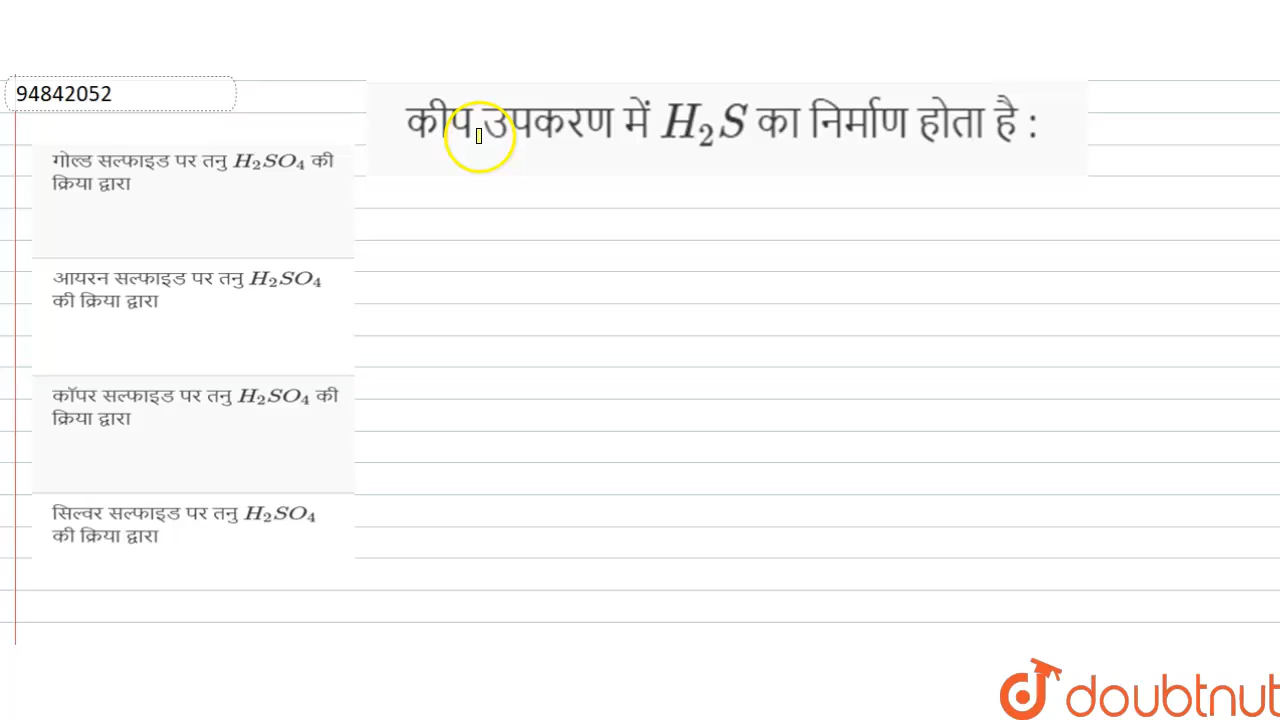 94842052
कीप उपकरण में H₂S का निर्माण होता है :
गोल्ड सल्फाइड पर तनु H₂SO₄ की
क्रिया द्वारा
आयरन सल्फाइड पर तनु H₂SO₄
की क्रिया द्वारा
कॉपर सल्फाइड पर तनु H₂SO₄ की
क्रिया द्वारा
सिल्वर सल्फाइड पर तनु H₂SO₄
की क्रिया द्वारा
doubtnut